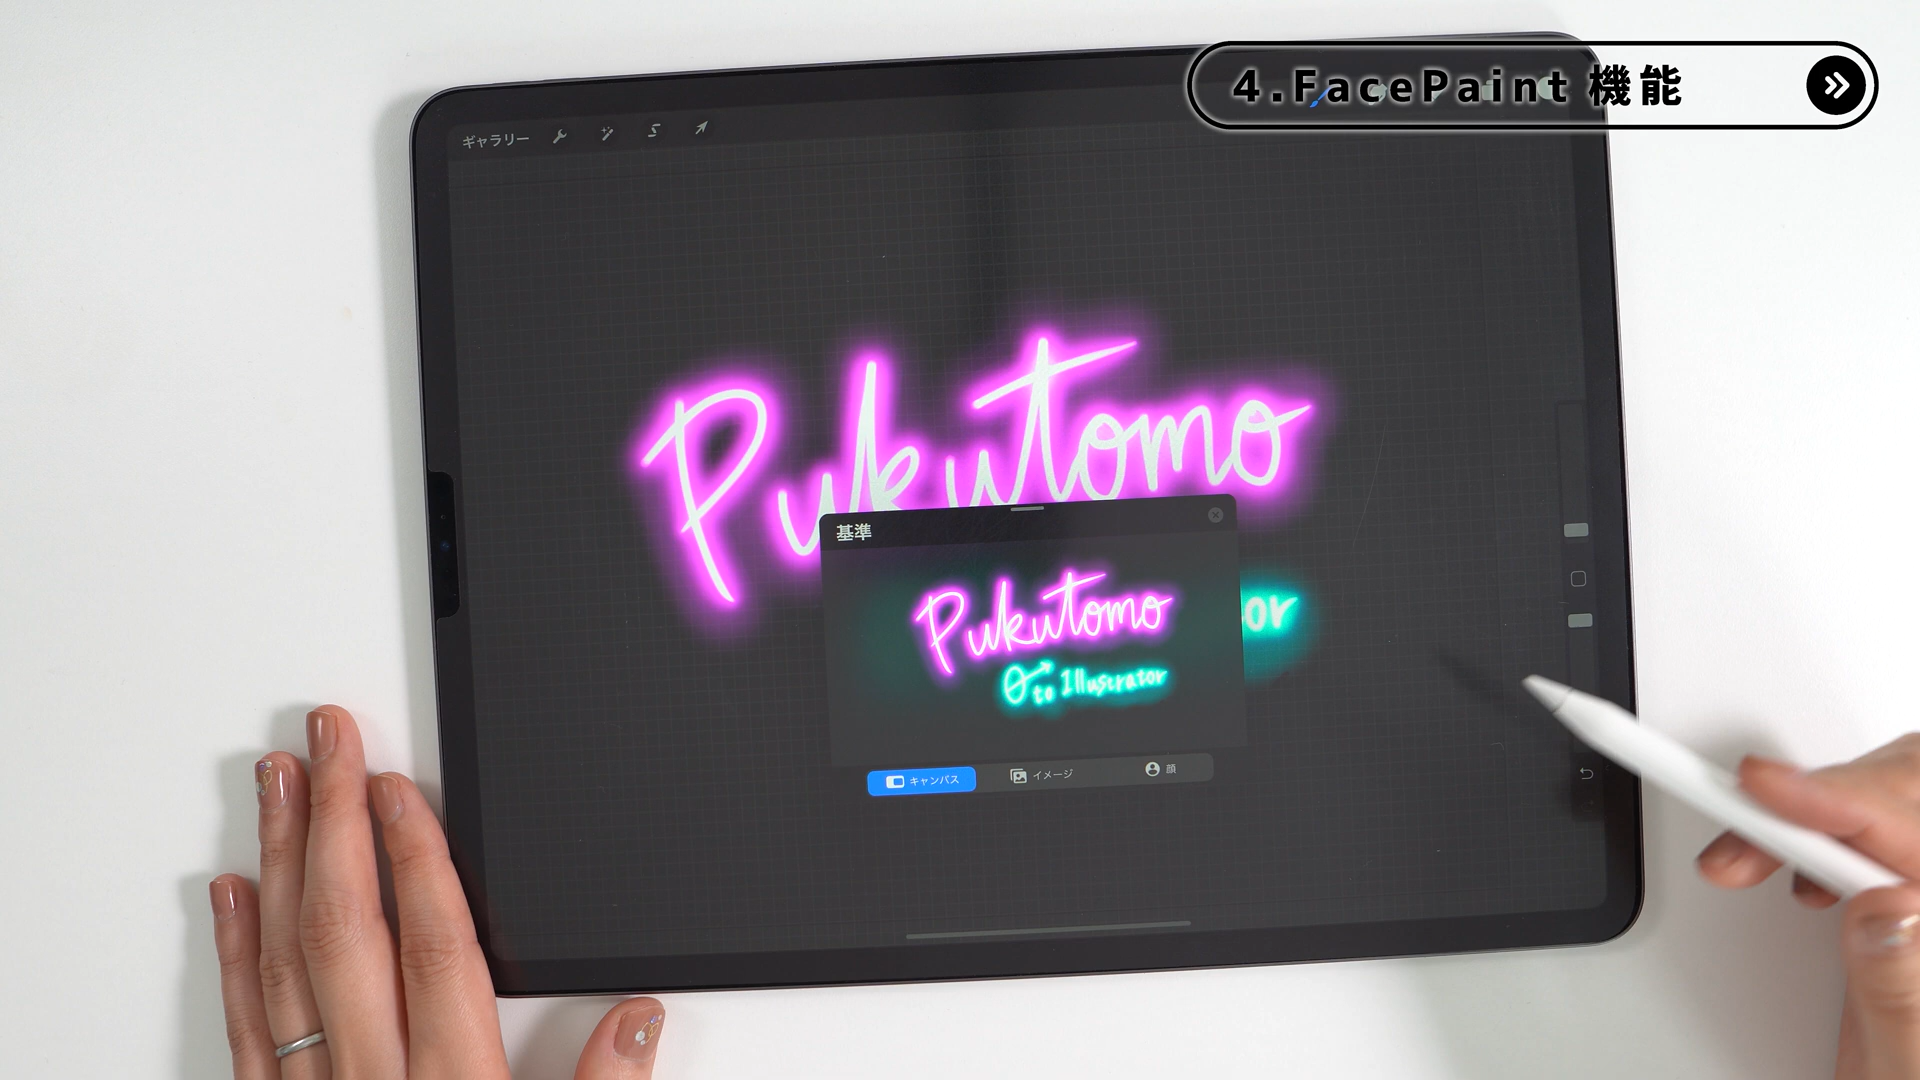 4.FacePaint 機能
ギャラリー
Pukutomo
or
基準
Pukutomo
0→to Illustrator
キャンバス
イメージ
顔